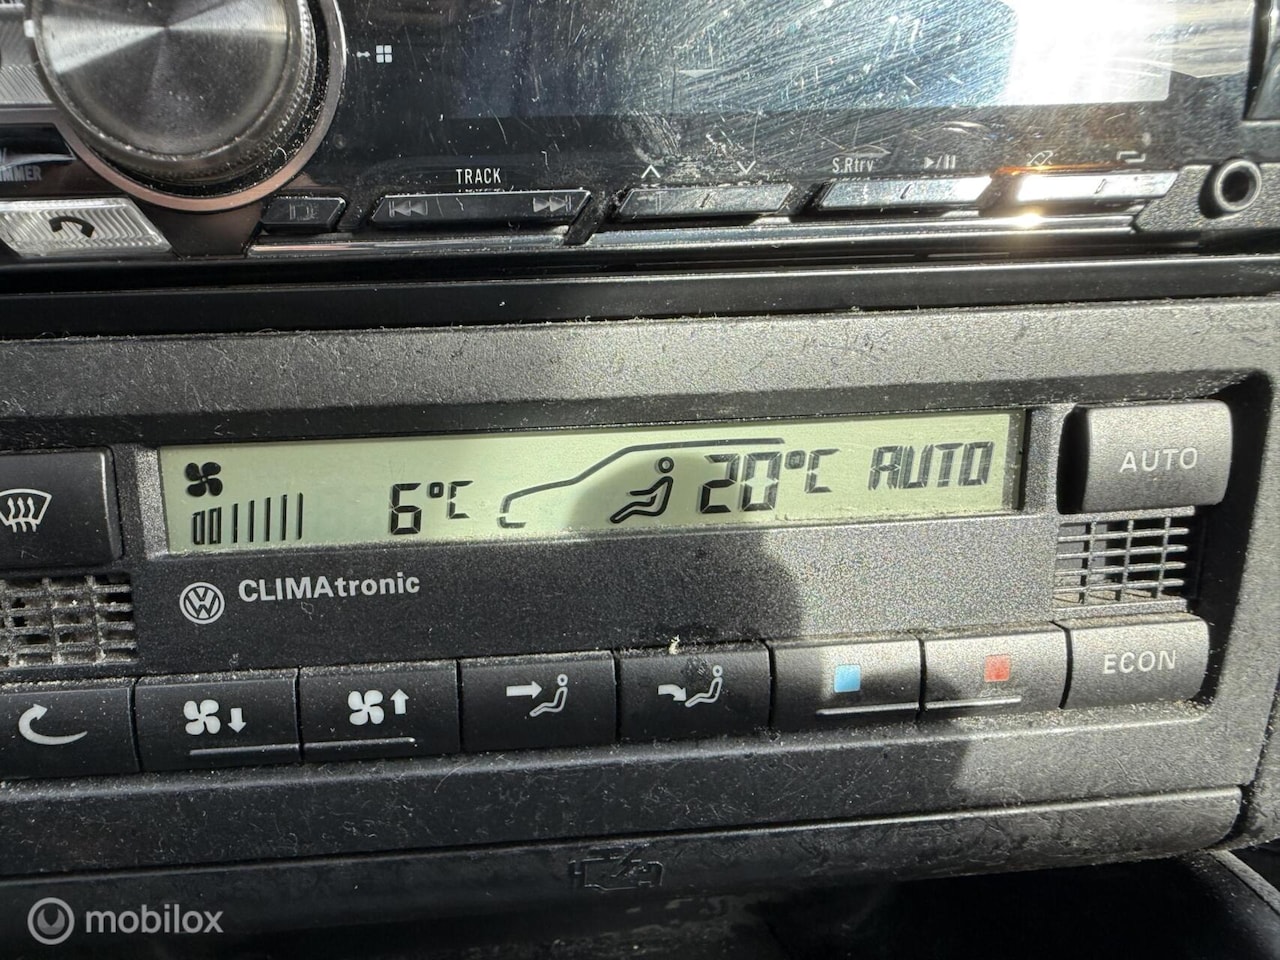 TRACK
S.Rtrv
6°C
20°C AUTO
AUTO
CLIMAtronic
ECON
mobilox